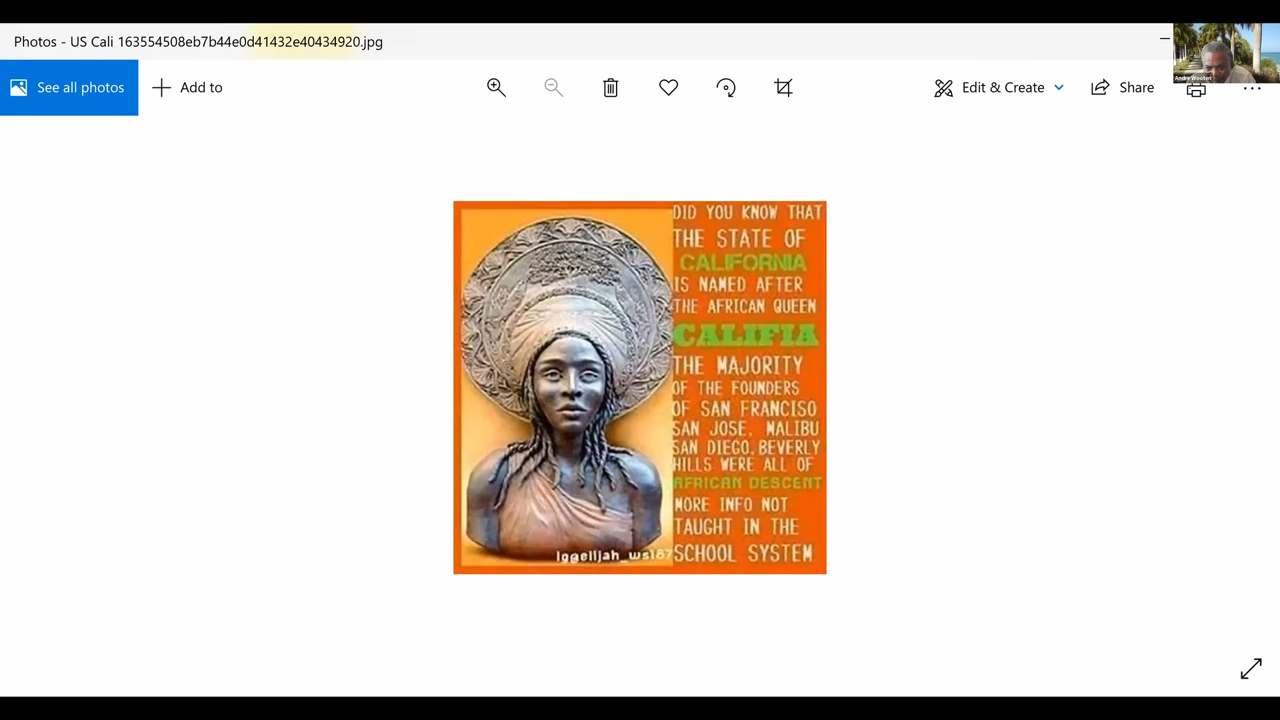 Photos - US Cali 163554508eb7b44e0d41432e40434920.jpg
See all photos
Add to
Edit & Create
Share
Andre Wooten
DID YOU KNOW THAT
THE STATE OF
CALIFORNIA
IS NAMED AFTER
THE AFRICAN QUEEN
CALIFIA
THE MAJORITY
OF THE FOUNDERS
OF SAN FRANCISO
SAN JOSE, MALIBU
SAN DIEGO, BEVERLY
HILLS WERE ALL OF
AFRICAN DESCENT
MORE INFO NOT
TAUGHT IN THE
SCHOOL SYSTEM